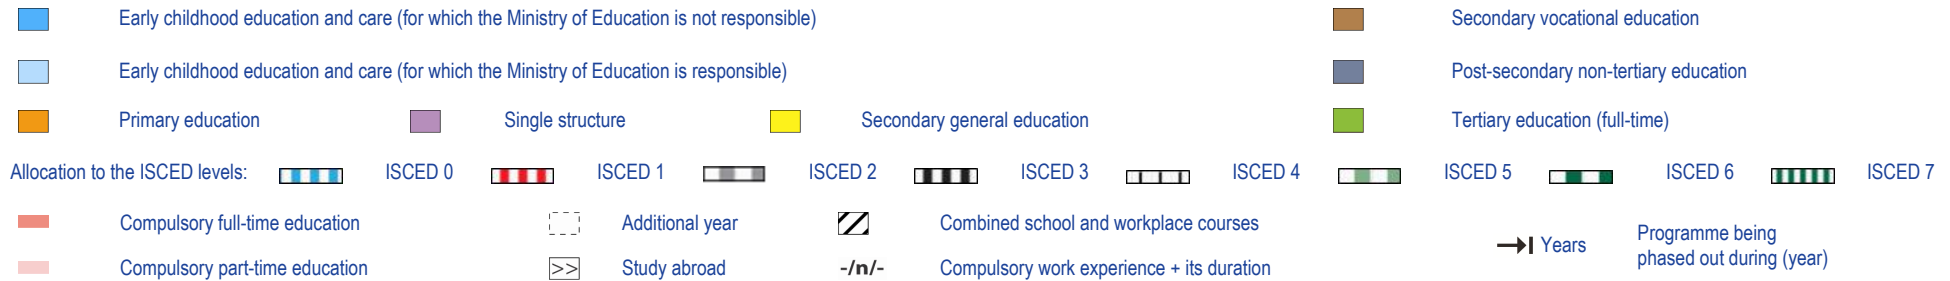 Early childhood education and care (for which the Ministry of Education is not responsible) Secondary vocational education
Early childhood education and care (for which the Ministry of Education is responsible) Post-secondary non-tertiary education
Primary education Single structure Secondary general education Tertiary education (full-time)
Allocation to the ISCED levels: ISCED 0 ISCED 1 ISCED 2 ISCED 3 ISCED 4 ISCED 5 ISCED 6 ISCED 7
Compulsory full-time education Additional year Combined school and workplace courses
Compulsory part-time education >> Study abroad -/n/- Compulsory work experience + its duration
Years Programme being
phased out during (year)